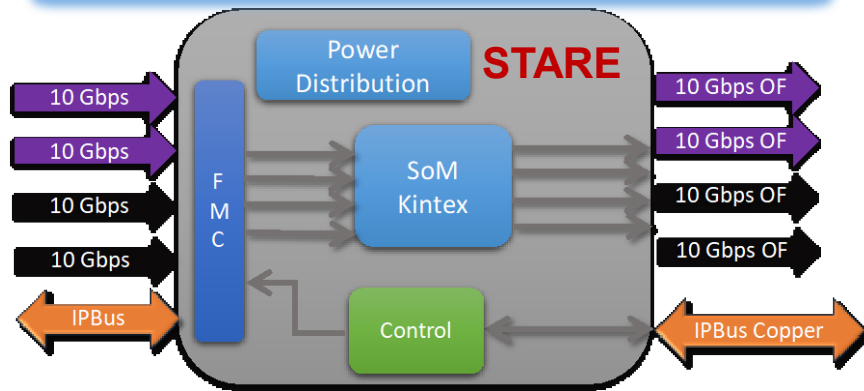 Power
Distribution
STARE
10 Gbps
10 Gbps
10 Gbps
10 Gbps
IPBus
F
M
C
SoM
Kintex
Control
10 Gbps OF
10 Gbps OF
10 Gbps OF
10 Gbps OF
IPBus Copper